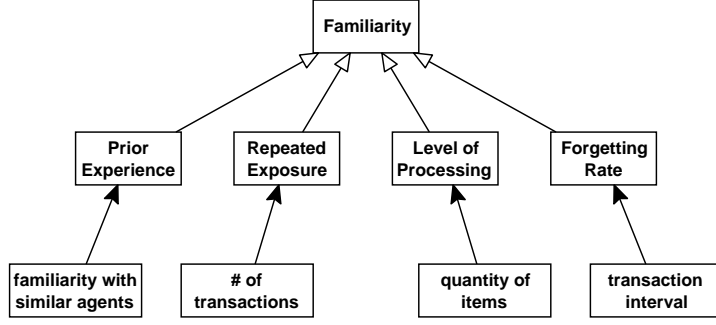 Familiarity
Prior
Experience
Repeated
Exposure
Level of
Processing
Forgetting
Rate
familiarity with
similar agents
# of
transactions
quantity of
items
transaction
interval